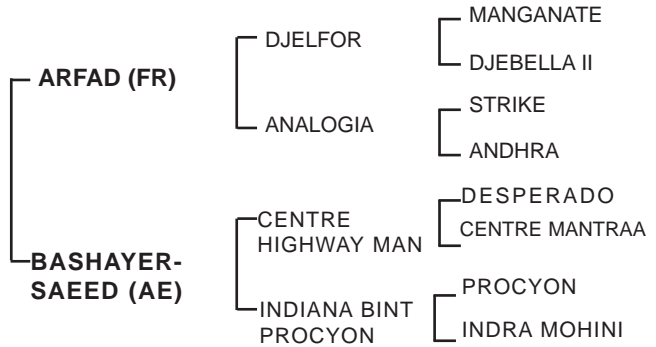 MANGANATE
DJELFOR
DJEBELLA II
ARFAD (FR)
STRIKE
ANALOGIA
ANDHRA
DESPERADO
CENTRE
HIGHWAY MAN
CENTRE MANTRAA
BASHAYER-
SAEED (AE)
PROCYON
INDIANA BINT
PROCYON
INDRA MOHINI